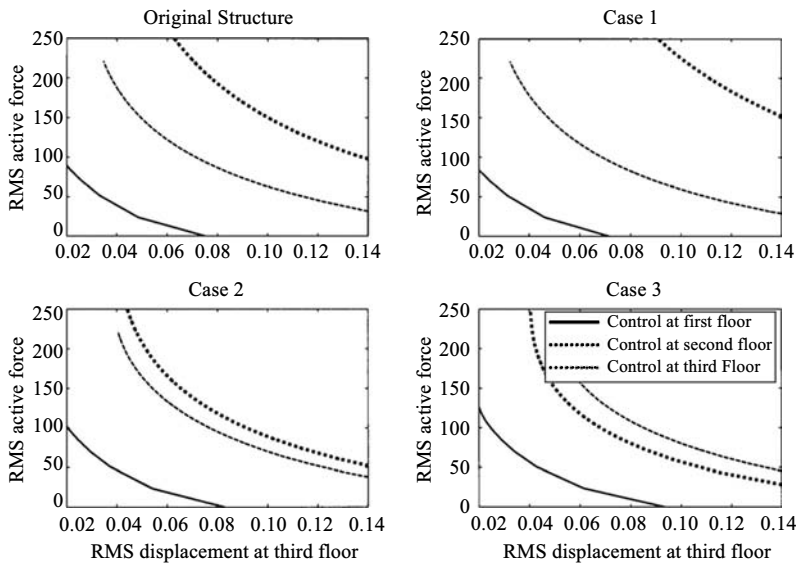 Original Structure
RMS active force
250
200
150
100
50
0
0.02 0.04 0.06 0.08 0.10 0.12 0.14
Case 1
RMS active force
250
200
150
100
50
0
0.02 0.04 0.06 0.08 0.10 0.12 0.14
Case 2
RMS active force
250
200
150
100
50
0
0.02 0.04 0.06 0.08 0.10 0.12 0.14
RMS displacement at third floor
Case 3
RMS active force
250
200
150
100
50
0
Control at first floor
Control at second floor
Control at third Floor
0.02 0.04 0.06 0.08 0.10 0.12 0.14
RMS displacement at third floor